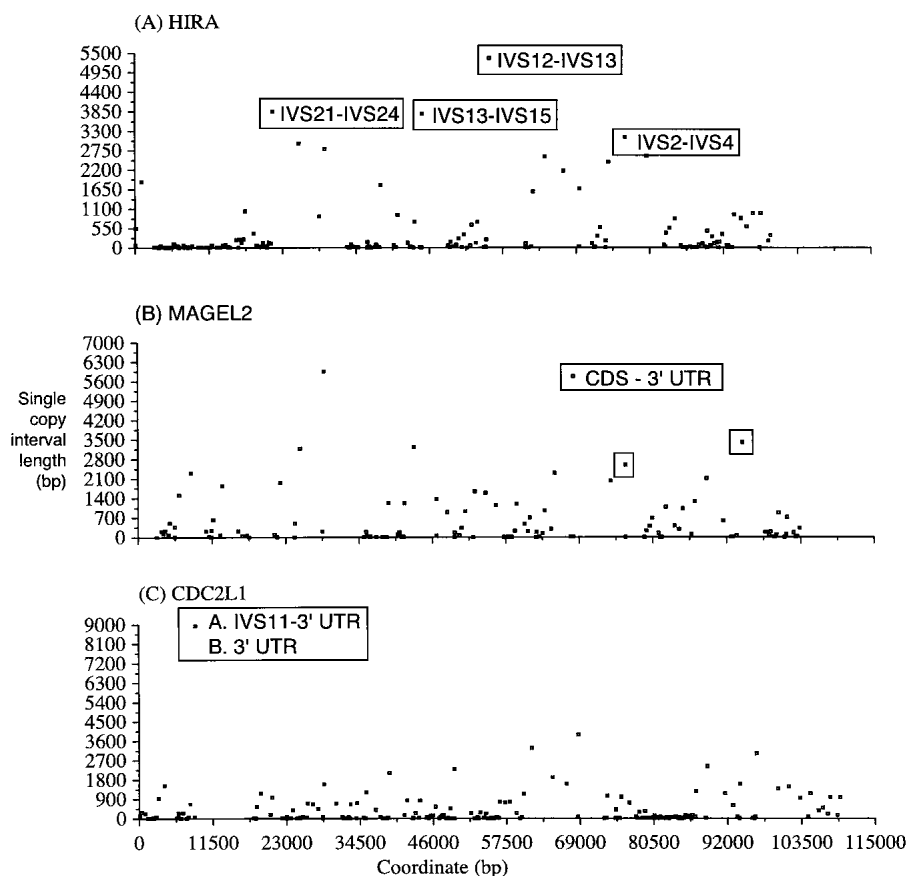 (A) HIRA
5500
4950
4400
3850
3300
2750
2200
1650
1100
550
0
IVS12-IVS13
IVS21-IVS24
IVS13-IVS15
IVS2-IVS4
(B) MAGEL2
7000
6300
5600
4900
4200
3500
2800
2100
1400
700
0
Single
copy
interval
length
(bp)
CDS - 3' UTR
(C) CDC2L1
9000
8100
7200
6300
5400
4500
3600
2700
1800
900
0
A. IVS11-3' UTR
B. 3' UTR
0 11500 23000 34500 46000 57500 69000 80500 92000 103500 115000
Coordinate (bp)